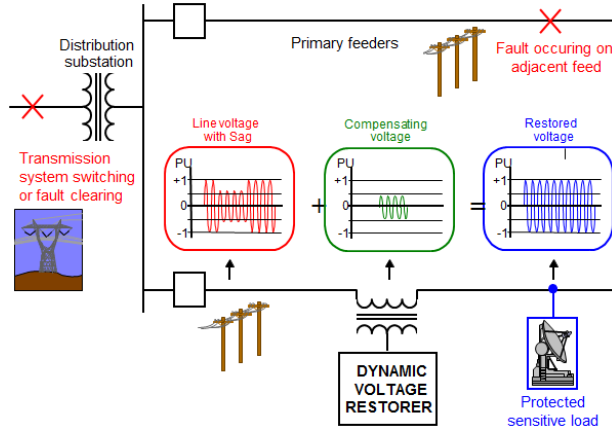 Distribution
substation
Primary feeders
Fault occuring on
adjacent feed
Transmission
system switching
or fault clearing
Line voltage
with Sag
PU
+1
0
-1
+
Compensating
voltage
PU
+1
0
-1
=
Restored
voltage
PU
+1
0
-1
DYNAMIC
VOLTAGE
RESTORER
Protected
sensitive load